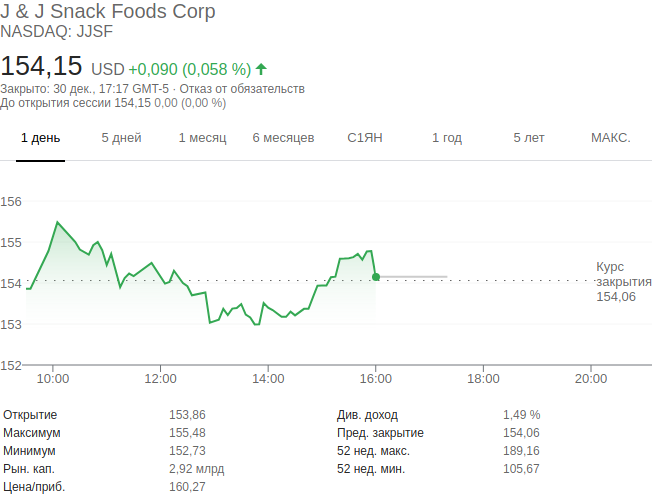 J & J Snack Foods Corp
NASDAQ: JJSF
154,15 USD +0,090 (0,058 %)
Закрыто: 30 дек., 17:17 GMT-5 · Отказ от обязательств
До открытия сессии 154,15 0,00 (0,00 %)
1 день 5 дней 1 месяц 6 месяцев С1ЯН 1 год 5 лет МАКС.
156
155
154
153
152
Курс
закрытия
154,06
10:00 12:00 14:00 16:00 18:00 20:00
Открытие 153,86 Див. доход 1,49 %
Максимум 155,48 Пред. закрытие 154,06
Минимум 152,73 52 нед. макс. 189,16
Рын. кап. 2,92 млрд 52 нед. мин. 105,67
Цена/приб. 160,27